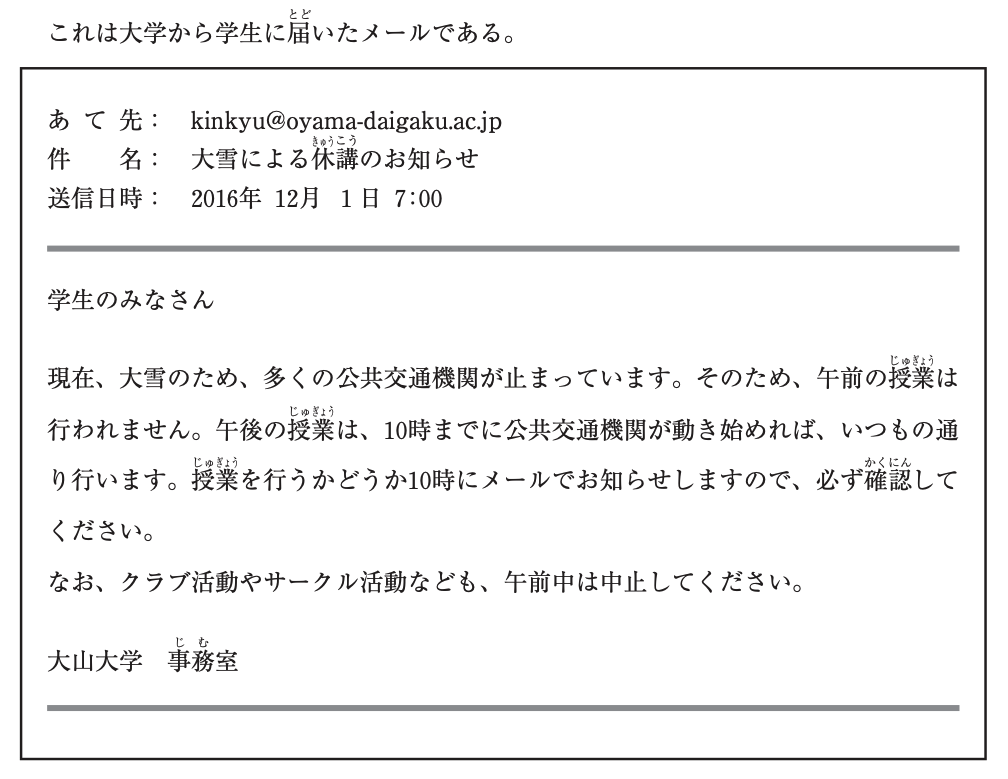 これは大学から学生に届いたメールである。
あて先： kinkyu@oyama-daigaku.ac.jp
件　　名： 大雪による休講のお知らせ
送信日時： 2016年 12月 1日 7:00
学生のみなさん
現在、大雪のため、多くの公共交通機関が止まっています。そのため、午前の授業は
行われません。午後の授業は、10時までに公共交通機関が動き始めれば、いつもの通
り行います。授業を行うかどうか10時にメールでお知らせしますので、必ず確認して
ください。
なお、クラブ活動やサークル活動なども、午前中は中止してください。
大山大学　事務室